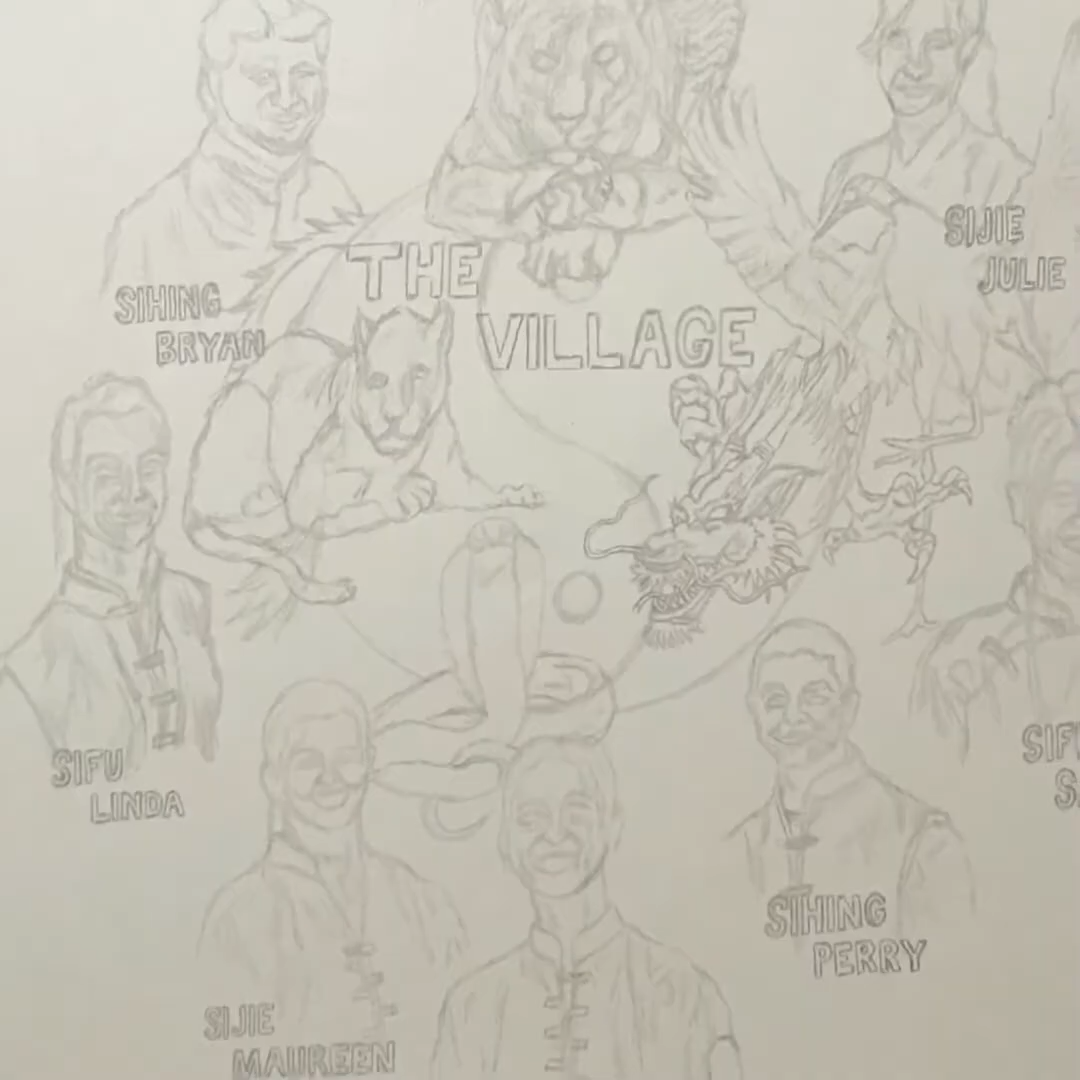 THE
VILLAGE
SIHING
BRYAN
SIJIE
JULIE
SIFU
LINDA
SIHING
PERRY
SIJIE
MAUREEN